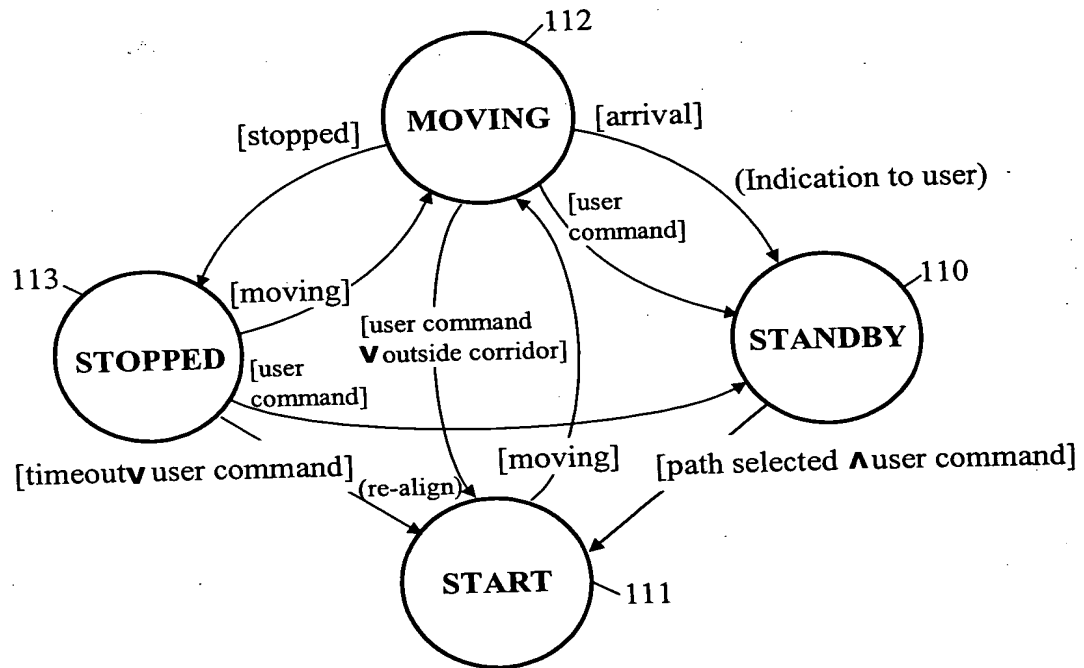 112
MOVING
[arrival]
[stopped]
(Indication to user)
[user
command]
113
110
[moving]
[user command
V outside corridor]
STANDBY
STOPPED
[user
command]
[moving]
[path selected ∧ user command]
[timeout V user command]
(re-align)
START
111